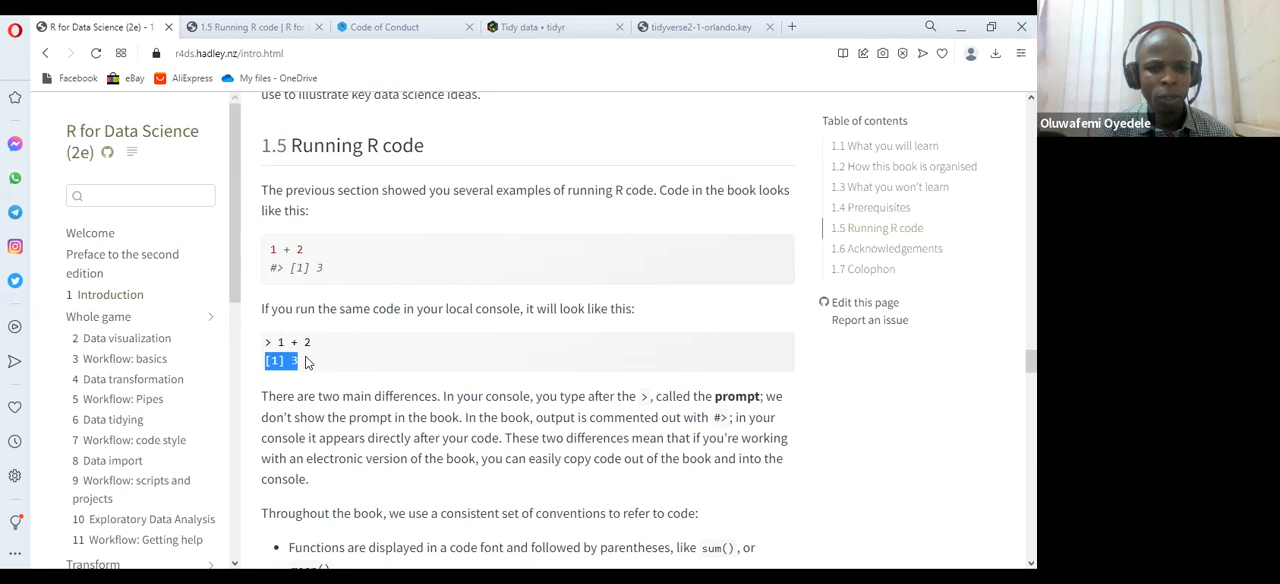 R for Data Science (2e) - 1
1.5 Running R code | R for
Code of Conduct
Tidy data • tidyr
tidyverse2-1-orlando.key
r4ds.hadley.nz/intro.html
Facebook
eBay
AliExpress
My files - OneDrive
Oluwafemi Oyedele
R for Data Science
(2e)
Welcome
Preface to the second
edition
1 Introduction
Whole game
2 Data visualization
3 Workflow: basics
4 Data transformation
5 Workflow: Pipes
6 Data tidying
7 Workflow: code style
8 Data import
9 Workflow: scripts and
projects
10 Exploratory Data Analysis
11 Workflow: Getting help
Transform
use to illustrate key data science ideas.
1.5 Running R code
The previous section showed you several examples of running R code. Code in the book looks
like this:
1 + 2
#> [1] 3
If you run the same code in your local console, it will look like this:
> 1 + 2
[1] 3
There are two main differences. In your console, you type after the >, called the prompt; we
don't show the prompt in the book. In the book, output is commented out with #>; in your
console it appears directly after your code. These two differences mean that if you're working
with an electronic version of the book, you can easily copy code out of the book and into the
console.
Throughout the book, we use a consistent set of conventions to refer to code:
• Functions are displayed in a code font and followed by parentheses, like sum(), or
Table of contents
1.1 What you will learn
1.2 How this book is organised
1.3 What you won't learn
1.4 Prerequisites
1.5 Running R code
1.6 Acknowledgements
1.7 Colophon
Edit this page
Report an issue